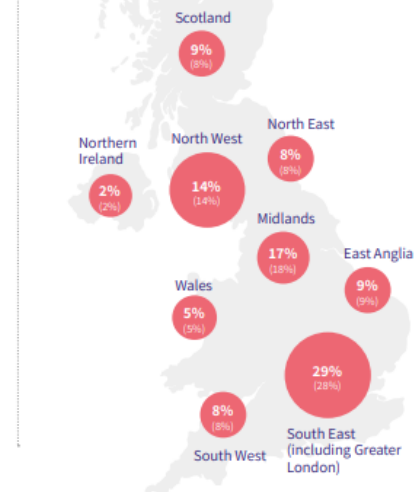 Scotland
9%
(8%)
Northern
Ireland
2%
(2%)
North West
14%
(14%)
North East
8%
(8%)
Midlands
17%
(18%)
East Anglia
9%
(9%)
Wales
5%
(5%)
29%
(28%)
South East
(including Greater
London)
8%
(8%)
South West